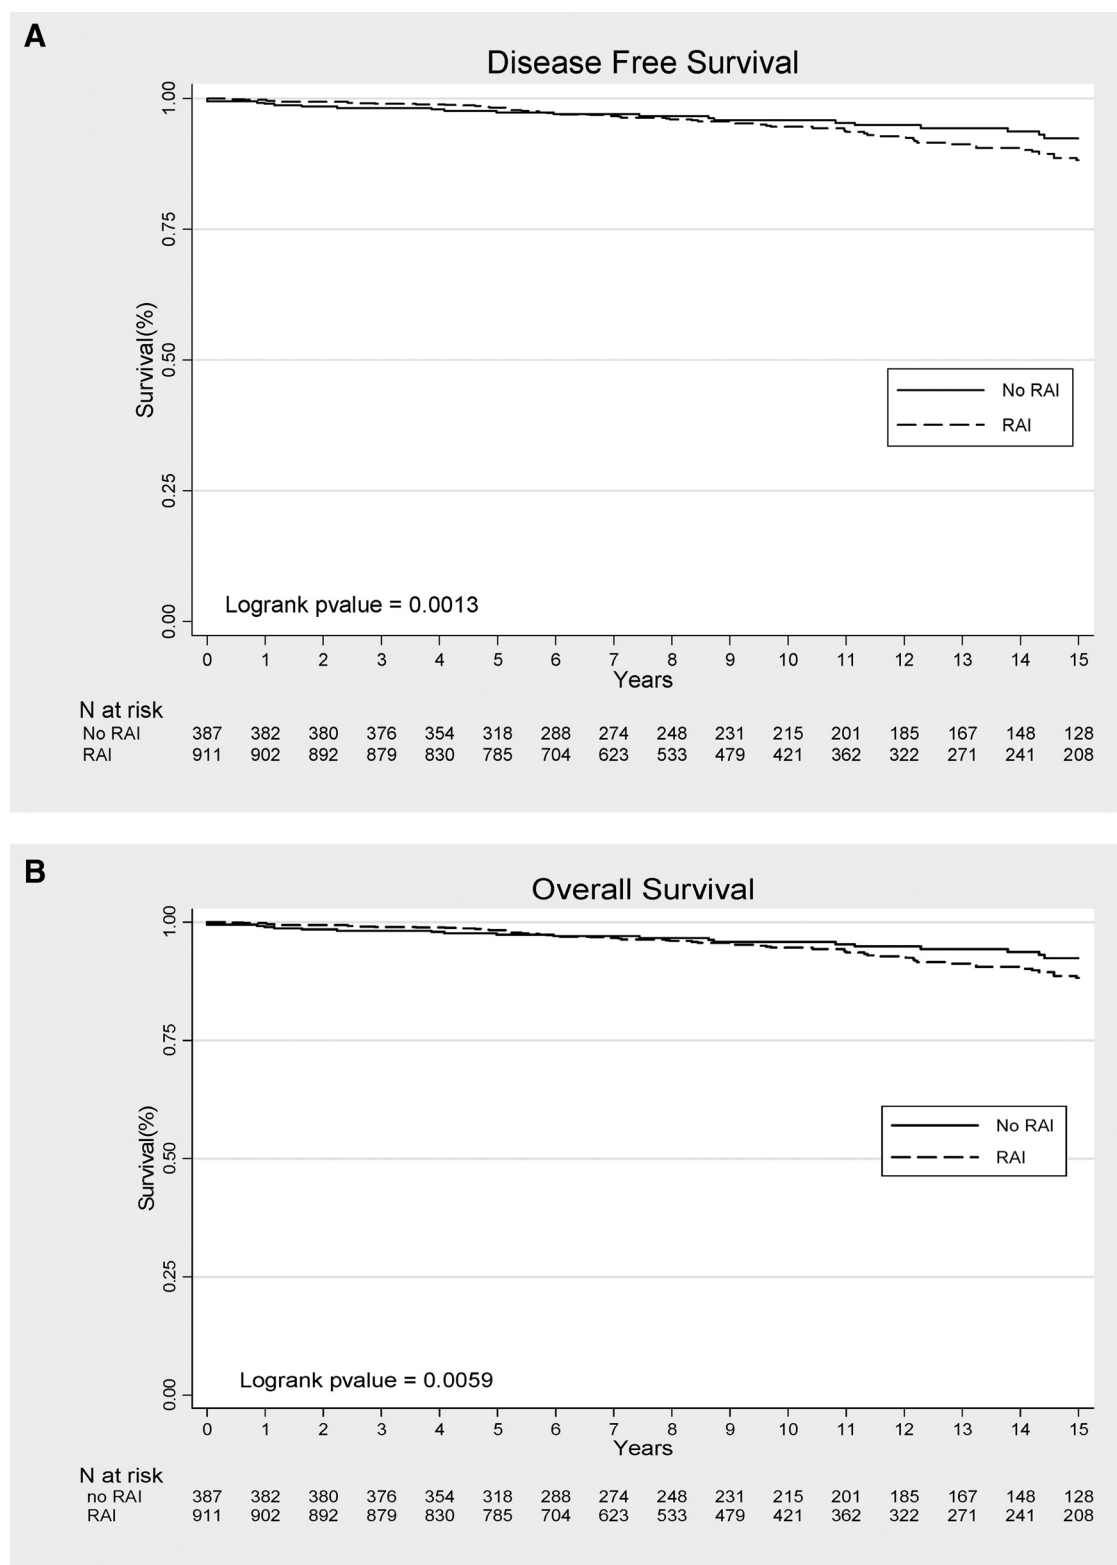 A
Disease Free Survival
1.00
0.75
0.50
0.25
0.00
Survival(%)
No RAI
RAI
Logrank pvalue = 0.0013
0 1 2 3 4 5 6 7 8 9 10 11 12 13 14 15
Years
N at risk
No RAI 387 382 380 376 354 318 288 274 248 231 215 201 185 167 148 128
RAI 911 902 892 879 830 785 704 623 533 479 421 362 322 271 241 208
B
Overall Survival
1.00
0.75
0.50
0.25
0.00
Survival(%)
No RAI
RAI
Logrank pvalue = 0.0059
0 1 2 3 4 5 6 7 8 9 10 11 12 13 14 15
Years
N at risk
no RAI 387 382 380 376 354 318 288 274 248 231 215 201 185 167 148 128
RAI 911 902 892 879 830 785 704 623 533 479 421 362 322 271 241 208